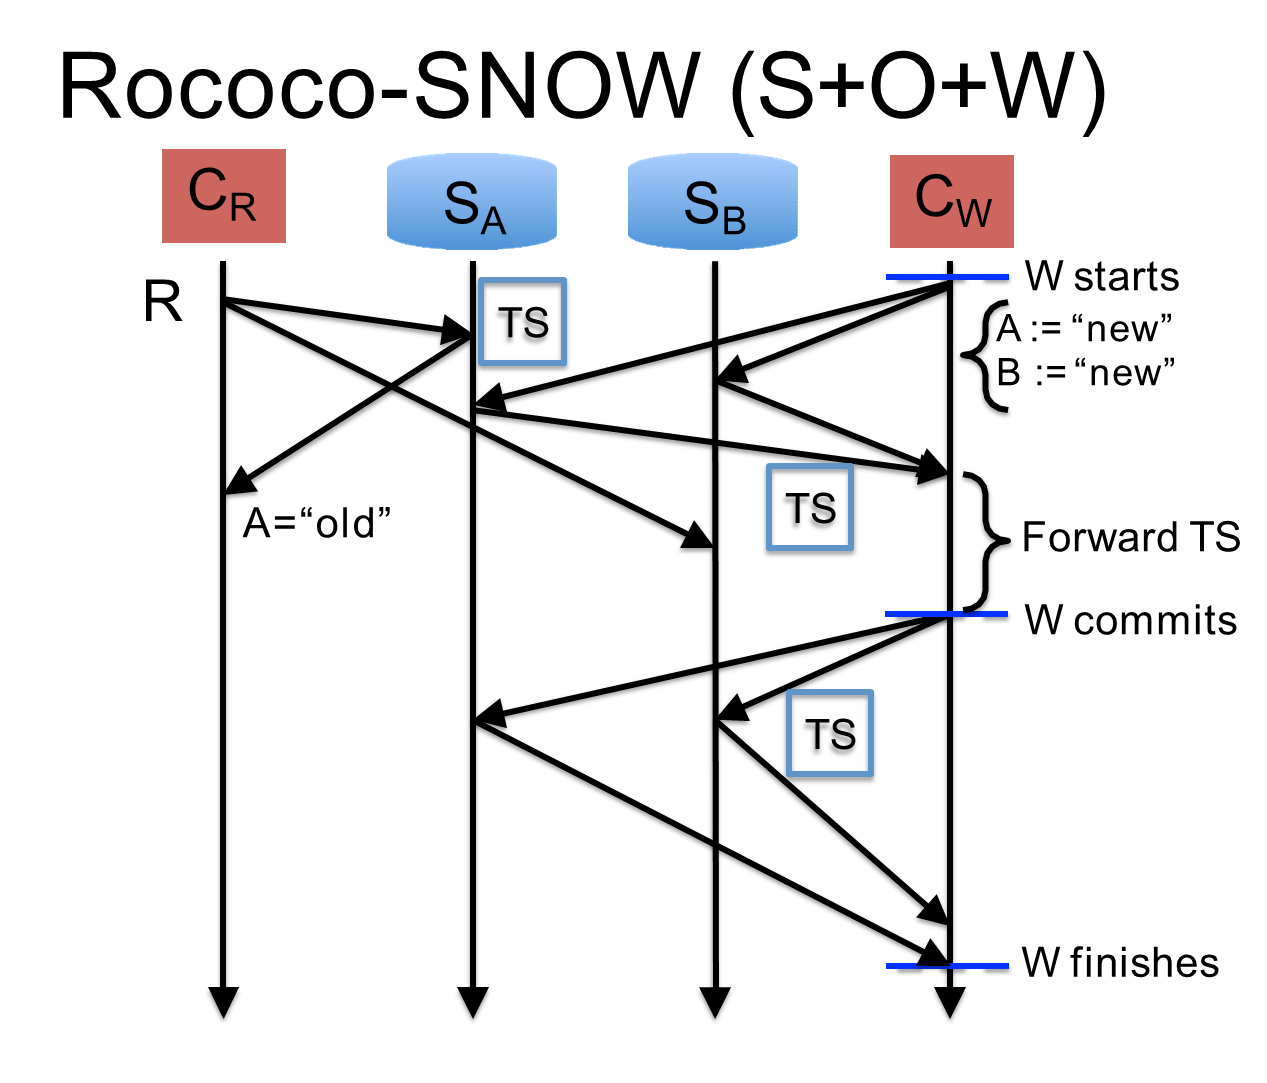 Rococo-SNOW (S+O+W)
CR SA SB CW
W starts
R
TS
A := “new”
B := “new”
TS
A=“old”
Forward TS
W commits
TS
W finishes